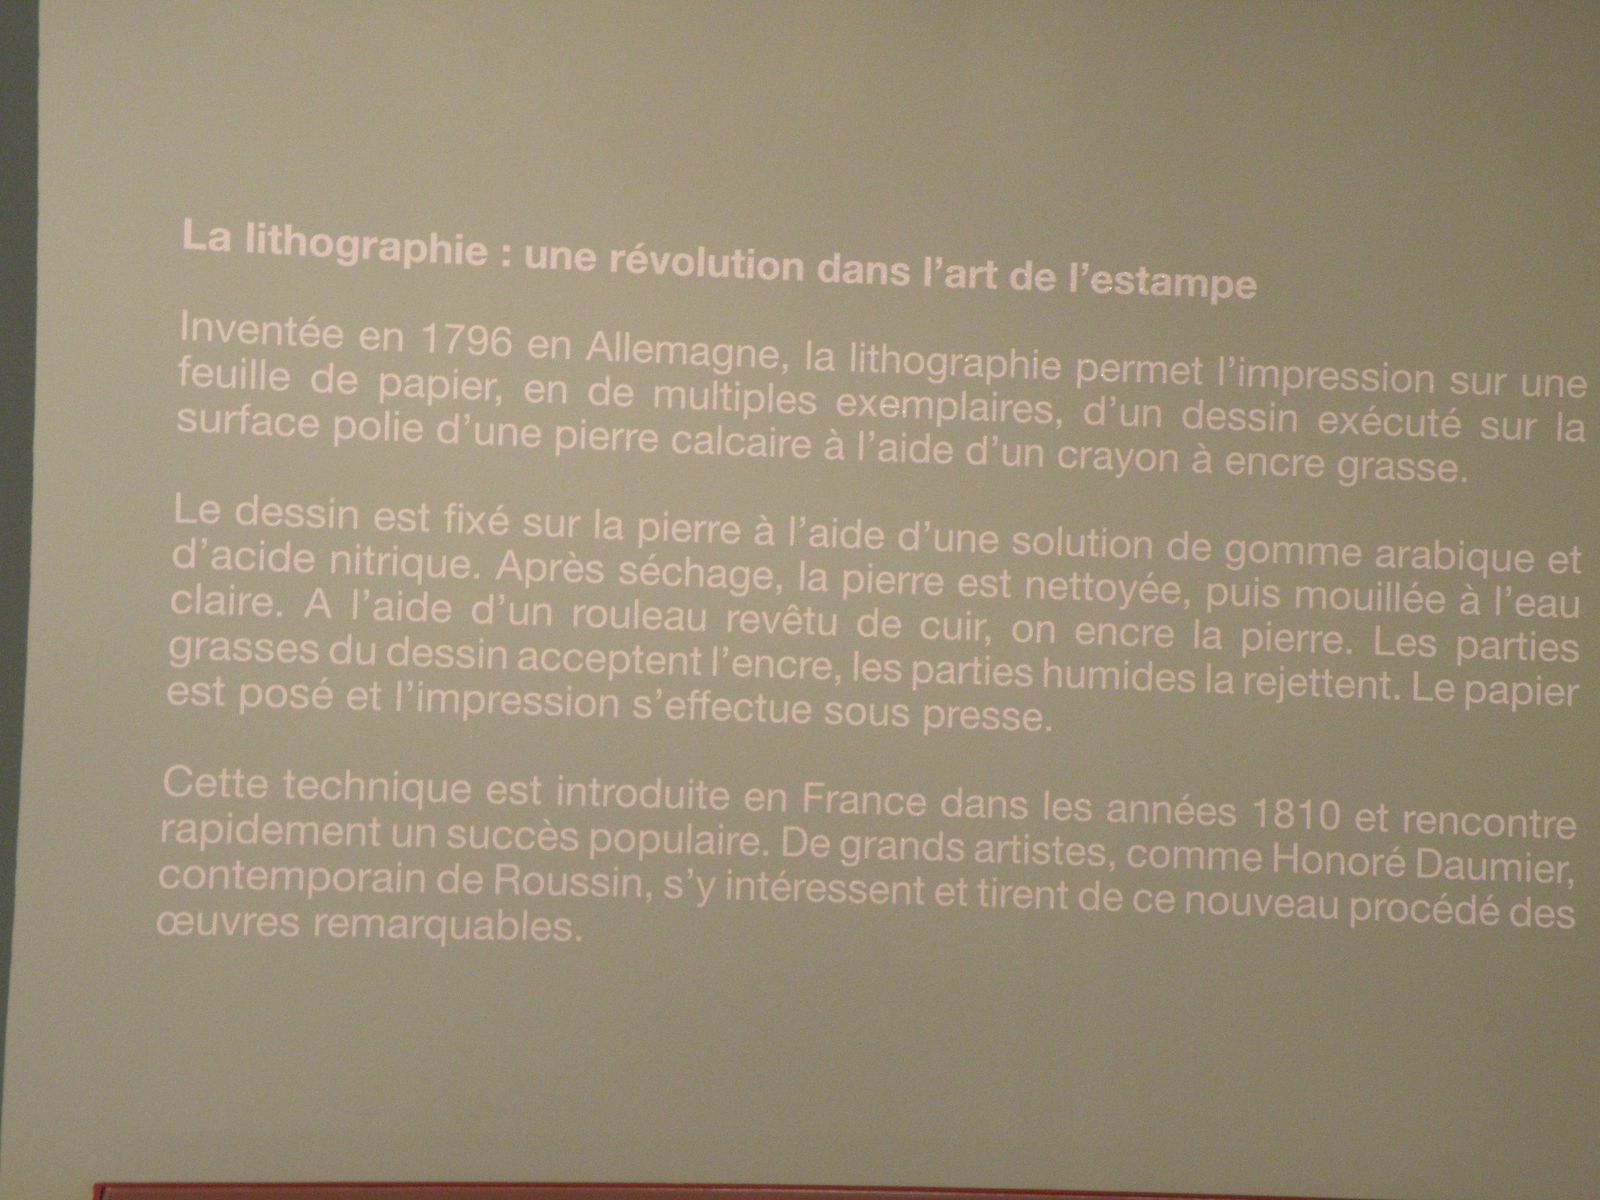 La lithographie : une révolution dans l’art de l’estampe
Inventée en 1796 en Allemagne, la lithographie permet l’impression sur une
feuille de papier, en de multiples exemplaires, d’un dessin exécuté sur la
surface polie d’une pierre calcaire à l’aide d’un crayon à encre grasse.
Le dessin est fixé sur la pierre à l’aide d’une solution de gomme arabique et
d’acide nitrique. Après séchage, la pierre est nettoyée, puis mouillée à l’eau
claire. A l’aide d’un rouleau revêtu de cuir, on encre la pierre. Les parties
grasses du dessin acceptent l’encre, les parties humides la rejettent. Le papier
est posé et l’impression s’effectue sous presse.
Cette technique est introduite en France dans les années 1810 et rencontre
rapidement un succès populaire. De grands artistes, comme Honoré Daumier,
contemporain de Roussin, s’y intéressent et tirent de ce nouveau procédé des
œuvres remarquables.